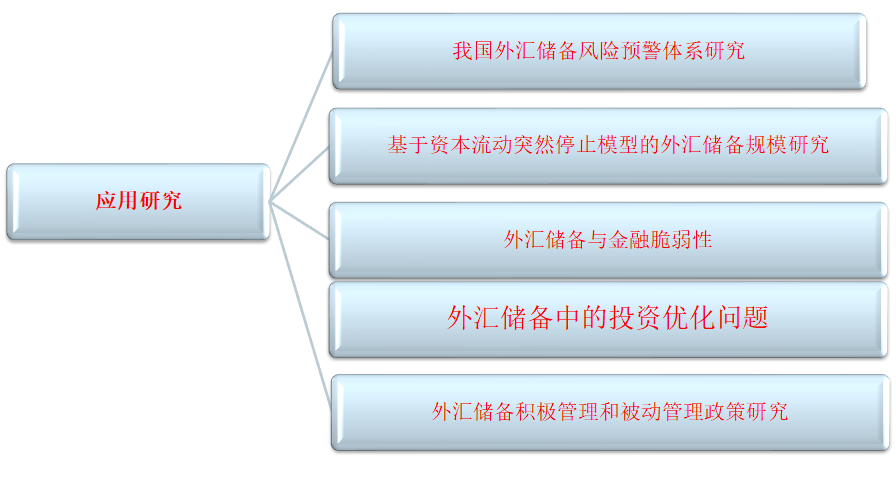 应用研究
我国外汇储备风险预警体系研究
基于资本流动突然停止模型的外汇储备规模研究
外汇储备与金融脆弱性
外汇储备中的投资优化问题
外汇储备积极管理和被动管理政策研究